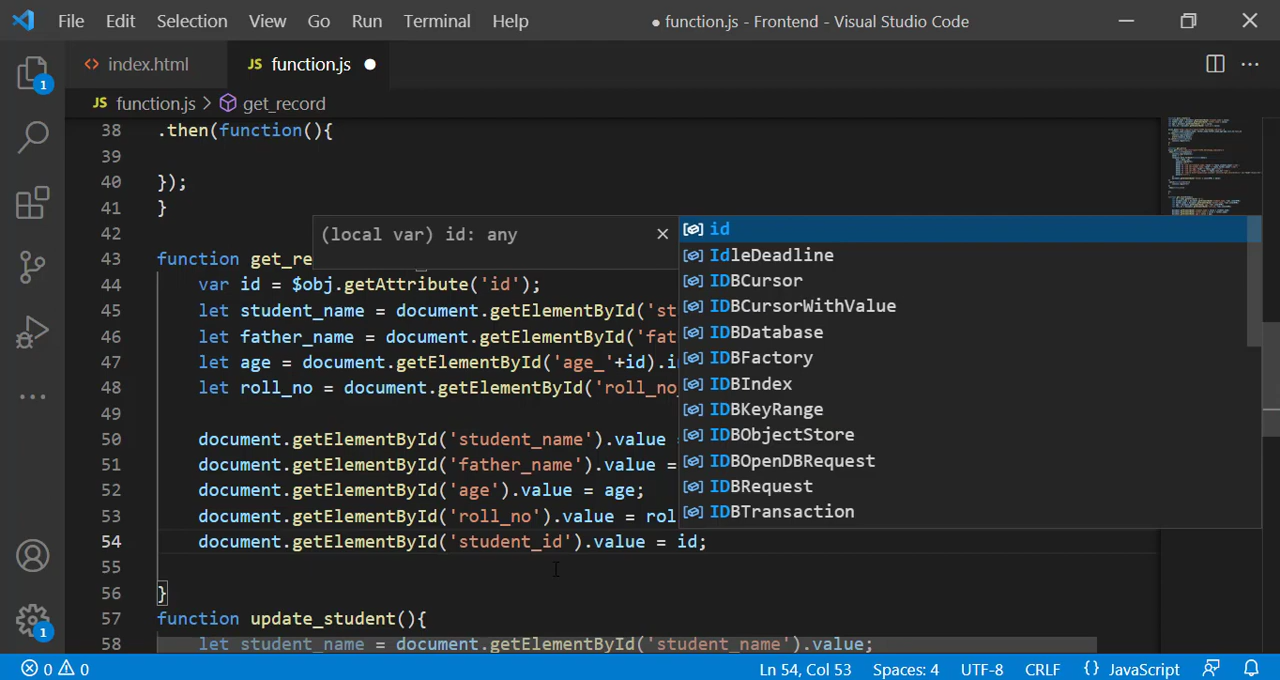 File Edit Selection View Go Run Terminal Help ● function.js - Frontend - Visual Studio Code
<> index.html JS function.js ●
JS function.js > get_record
38 .then(function(){
39
40 });
41 }
42
43 function get_re
44 var id = $obj.getAttribute('id');
45 let student_name = document.getElementById('st
46 let father_name = document.getElementById('fat
47 let age = document.getElementById('age_'+id).i
48 let roll_no = document.getElementById('roll_no
49
50 document.getElementById('student_name').value =
51 document.getElementById('father_name').value =
52 document.getElementById('age').value = age;
53 document.getElementById('roll_no').value = rol
54 document.getElementById('student_id').value = id;
55
56 }
57 function update_student(){
58 let student_name = document.getElementById('student_name').value;
(local var) id: any
id
IdleDeadline
IDBCursor
IDBCursorWithValue
IDBDatabase
IDBFactory
IDBIndex
IDBKeyRange
IDBObjectStore
IDBOpenDBRequest
IDBRequest
IDBTransaction
1
1
0 0 Ln 54, Col 53 Spaces: 4 UTF-8 CRLF {} JavaScript